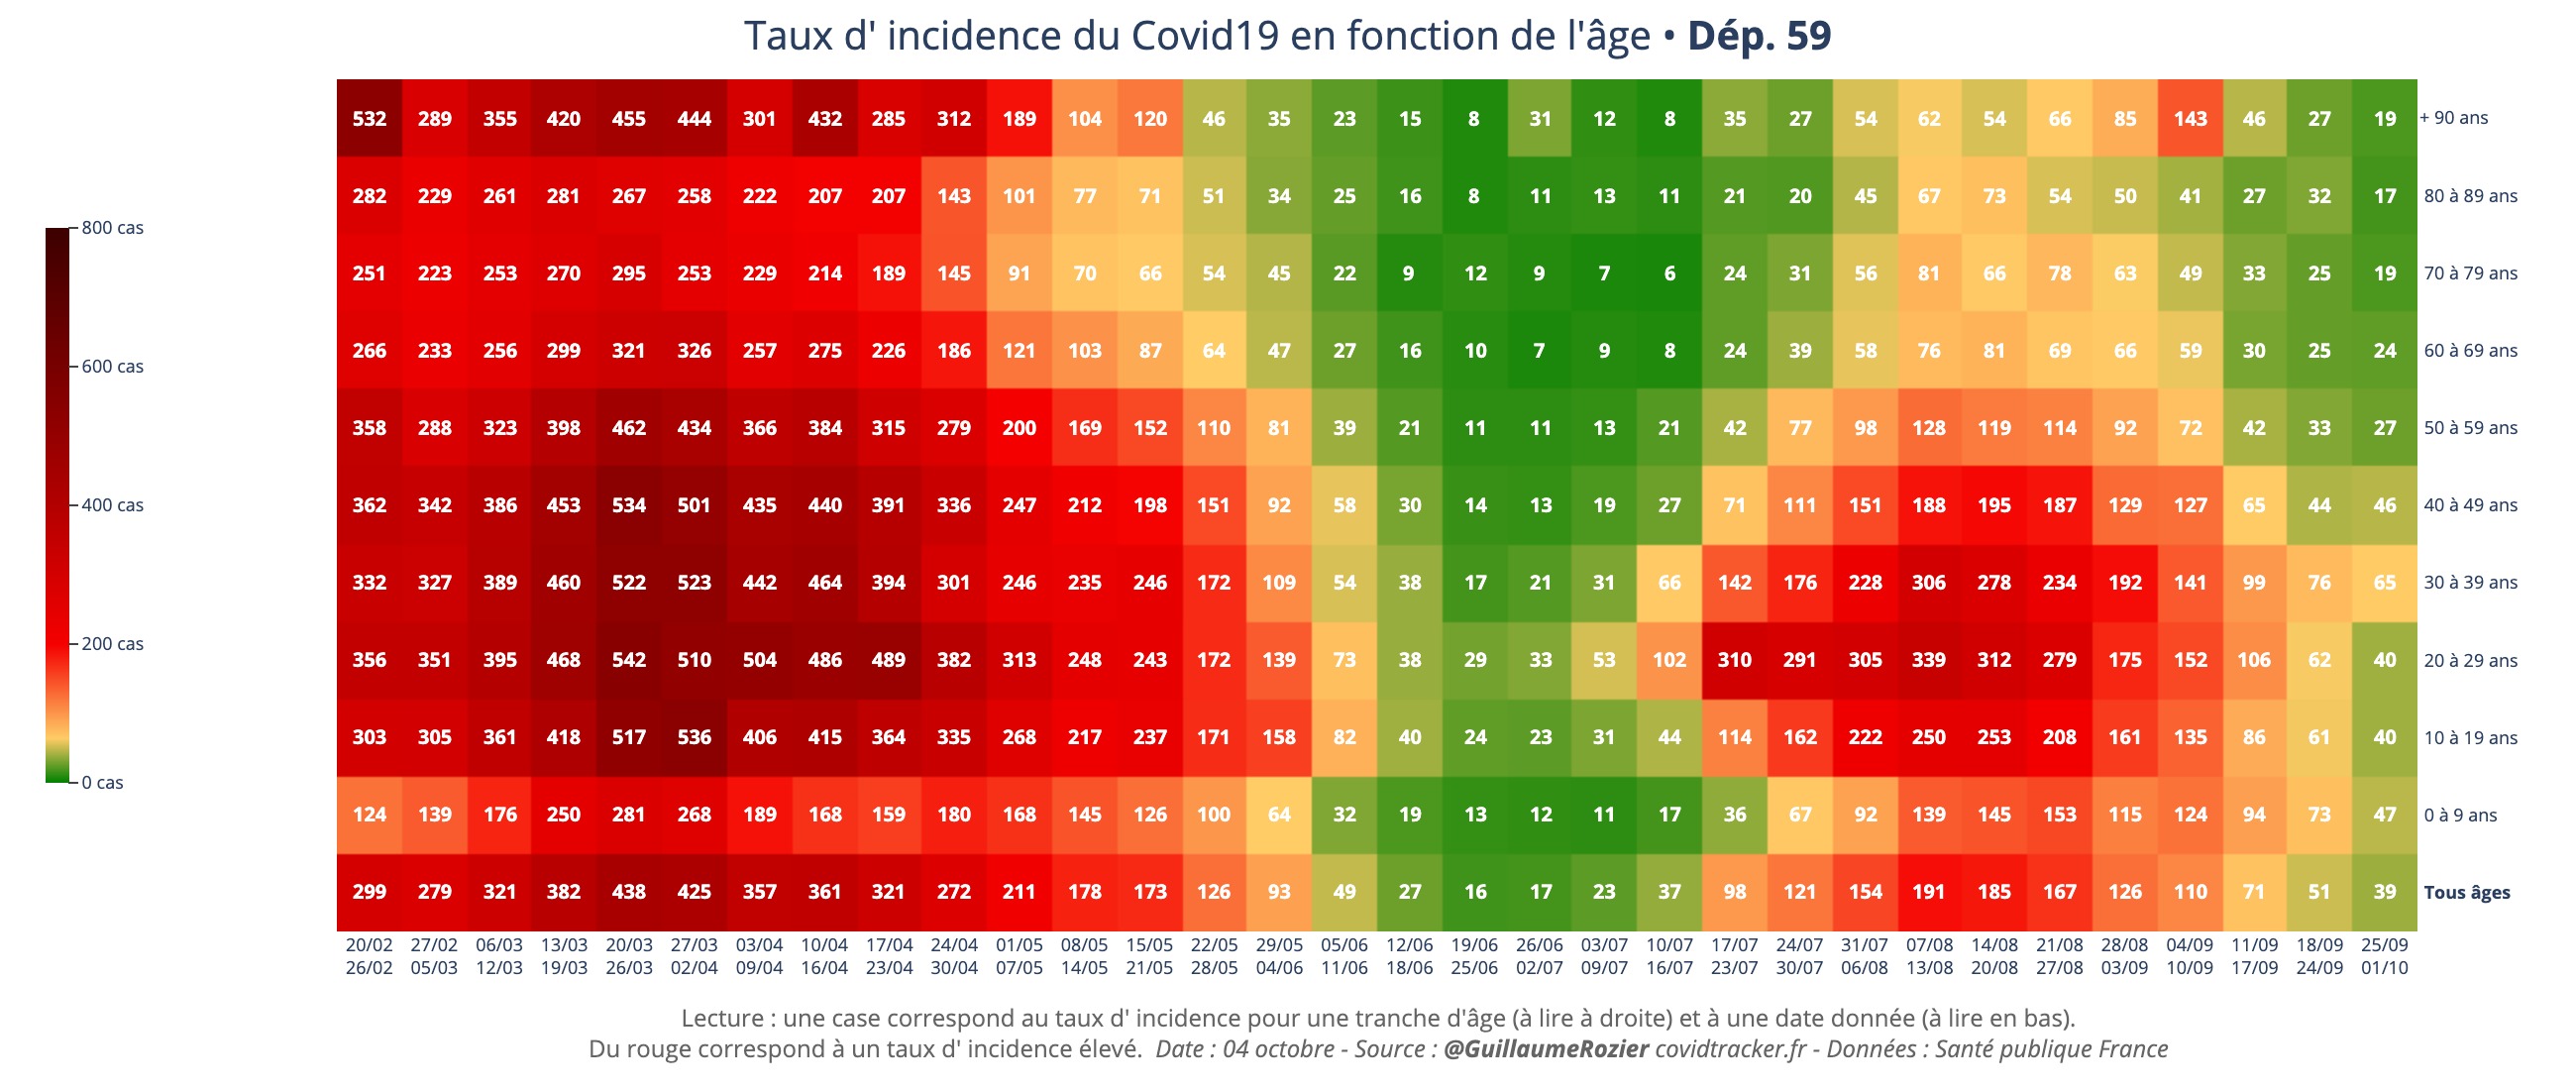 Taux d' incidence du Covid19 en fonction de l'âge • Dép. 59
800 cas
600 cas
400 cas
200 cas
0 cas
532 289 355 420 455 444 301 432 285 312 189 104 120 46 35 23 15 8 31 12 8 35 27 54 62 54 66 85 143 46 27 19 + 90 ans
282 229 261 281 267 258 222 207 207 143 101 77 71 51 34 25 16 8 11 13 11 21 20 45 67 73 54 50 41 27 32 17 80 à 89 ans
251 223 253 270 295 253 229 214 189 145 91 70 66 54 45 22 9 12 9 7 6 24 31 56 81 66 78 63 49 33 25 19 70 à 79 ans
266 233 256 299 321 326 257 275 226 186 121 103 87 64 47 27 16 10 7 9 8 24 39 58 76 81 69 66 59 30 25 24 60 à 69 ans
358 288 323 398 462 434 366 384 315 279 200 169 152 110 81 39 21 11 11 13 21 42 77 98 128 119 114 92 72 42 33 27 50 à 59 ans
362 342 386 453 534 501 435 440 391 336 247 212 198 151 92 58 30 14 13 19 27 71 111 151 188 195 187 129 127 65 44 46 40 à 49 ans
332 327 389 460 522 523 442 464 394 301 246 235 246 172 109 54 38 17 21 31 66 142 176 228 306 278 234 192 141 99 76 65 30 à 39 ans
356 351 395 468 542 510 504 486 489 382 313 248 243 172 139 73 38 29 33 53 102 310 291 305 339 312 279 175 152 106 62 40 20 à 29 ans
303 305 361 418 517 536 406 415 364 335 268 217 237 171 158 82 40 24 23 31 44 114 162 222 250 253 208 161 135 86 61 40 10 à 19 ans
124 139 176 250 281 268 189 168 159 180 168 145 126 100 64 32 19 13 12 11 17 36 67 92 139 145 153 115 124 94 73 47 0 à 9 ans
299 279 321 382 438 425 357 361 321 272 211 178 173 126 93 49 27 16 17 23 37 98 121 154 191 185 167 126 110 71 51 39 Tous âges
20/02 27/02 06/03 13/03 20/03 27/03 03/04 10/04 17/04 24/04 01/05 08/05 15/05 22/05 29/05 05/06 12/06 19/06 26/06 03/07 10/07 17/07 24/07 31/07 07/08 14/08 21/08 28/08 04/09 11/09 18/09 25/09
26/02 05/03 12/03 19/03 26/03 02/04 09/04 16/04 23/04 30/04 07/05 14/05 21/05 28/05 04/06 11/06 18/06 25/06 02/07 09/07 16/07 23/07 30/07 06/08 13/08 20/08 27/08 03/09 10/09 17/09 24/09 01/10
Lecture : une case correspond au taux d' incidence pour une tranche d'âge (à lire à droite) et à une date donnée (à lire en bas).
Du rouge correspond à un taux d' incidence élevé. Date : 04 octobre - Source : @GuillaumeRozier covidtracker.fr - Données : Santé publique France